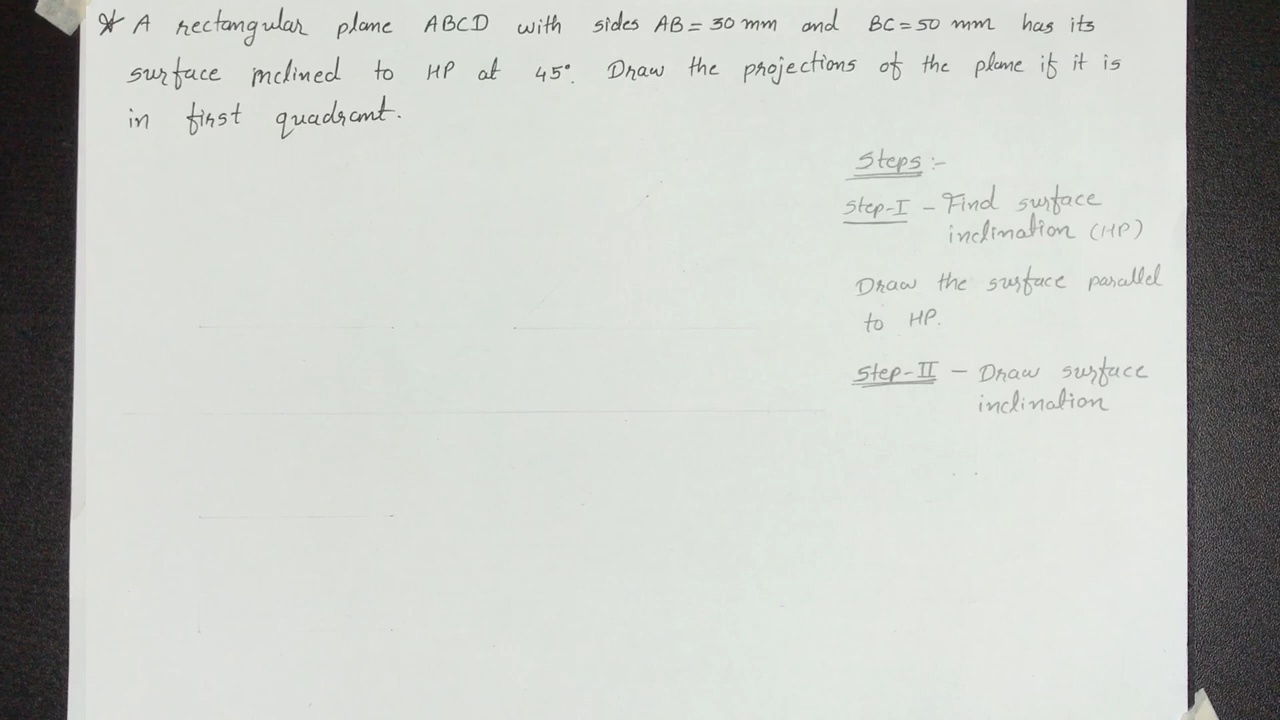 * A rectangular plane ABCD with sides AB = 30 mm and BC = 50 mm has its
surface inclined to HP at 45°. Draw the projections of the plane if it is
in first quadrant.
Steps :-
Step-I - Find surface
inclination (HP)
Draw the surface parallel
to HP.
Step-II - Draw surface
inclination